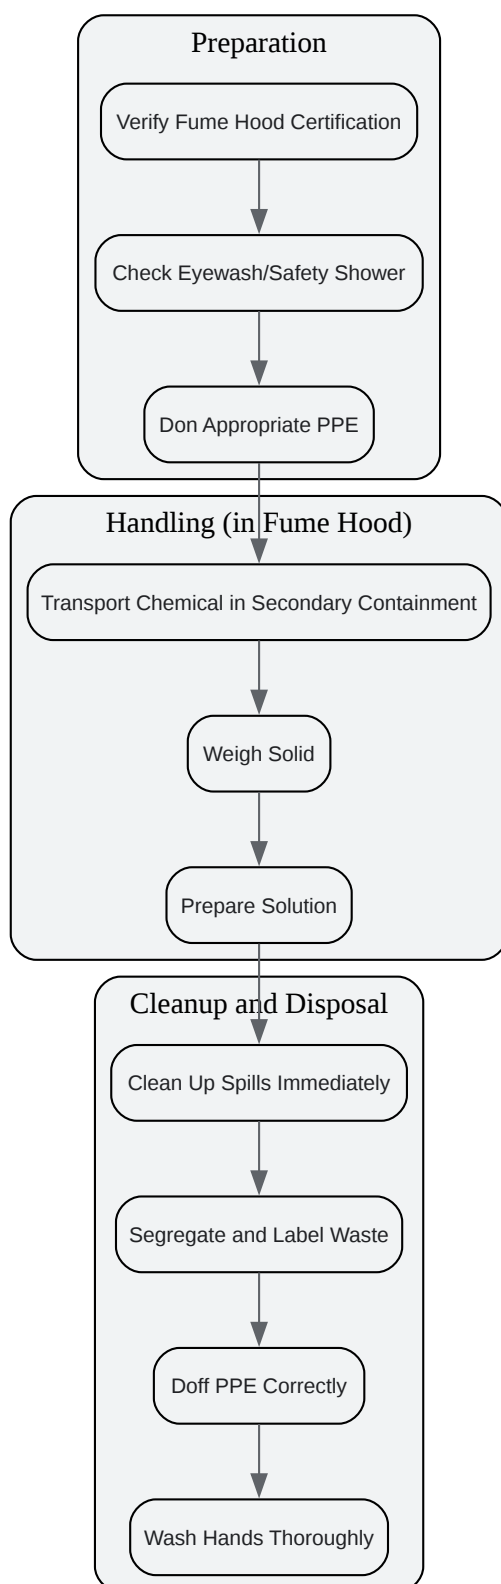 Preparation
Verify Fume Hood Certification
Check Eyewash/Safety Shower
Don Appropriate PPE
Handling (in Fume Hood)
Transport Chemical in Secondary Containment
Weigh Solid
Prepare Solution
Cleanup and Disposal
Clean Up Spills Immediately
Segregate and Label Waste
Doff PPE Correctly
Wash Hands Thoroughly